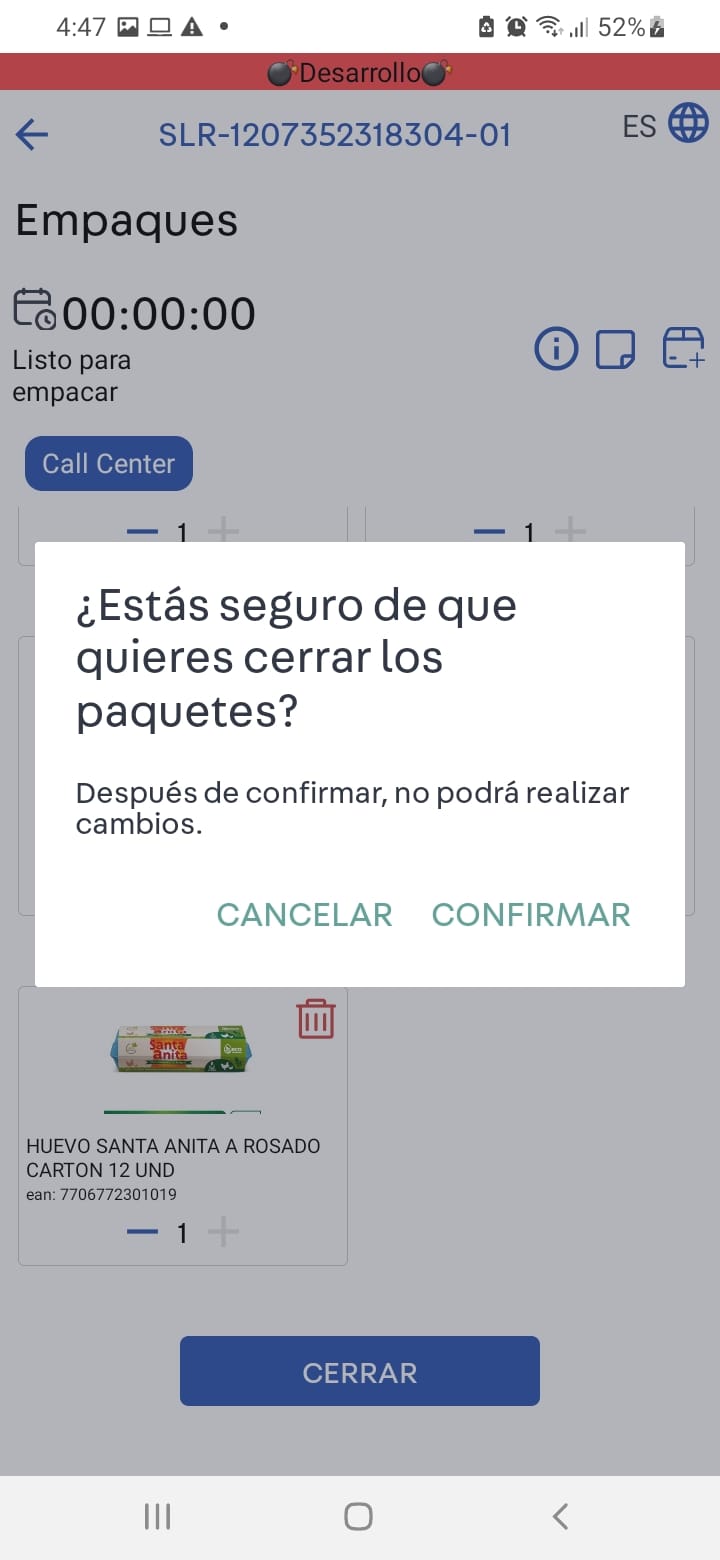 4:47 52%
💣Desarrollo💣
SLR-1207352318304-01 ES
Empaques
00:00:00
Listo para
empacar
Call Center
1 1
¿Estás seguro de que
quieres cerrar los
paquetes?
Después de confirmar, no podrá realizar
cambios.
CANCELAR CONFIRMAR
Santa
Anita
Santa
Anita
HUEVO SANTA ANITA A ROSADO
CARTON 12 UND
ean: 7706772301019
1
CERRAR